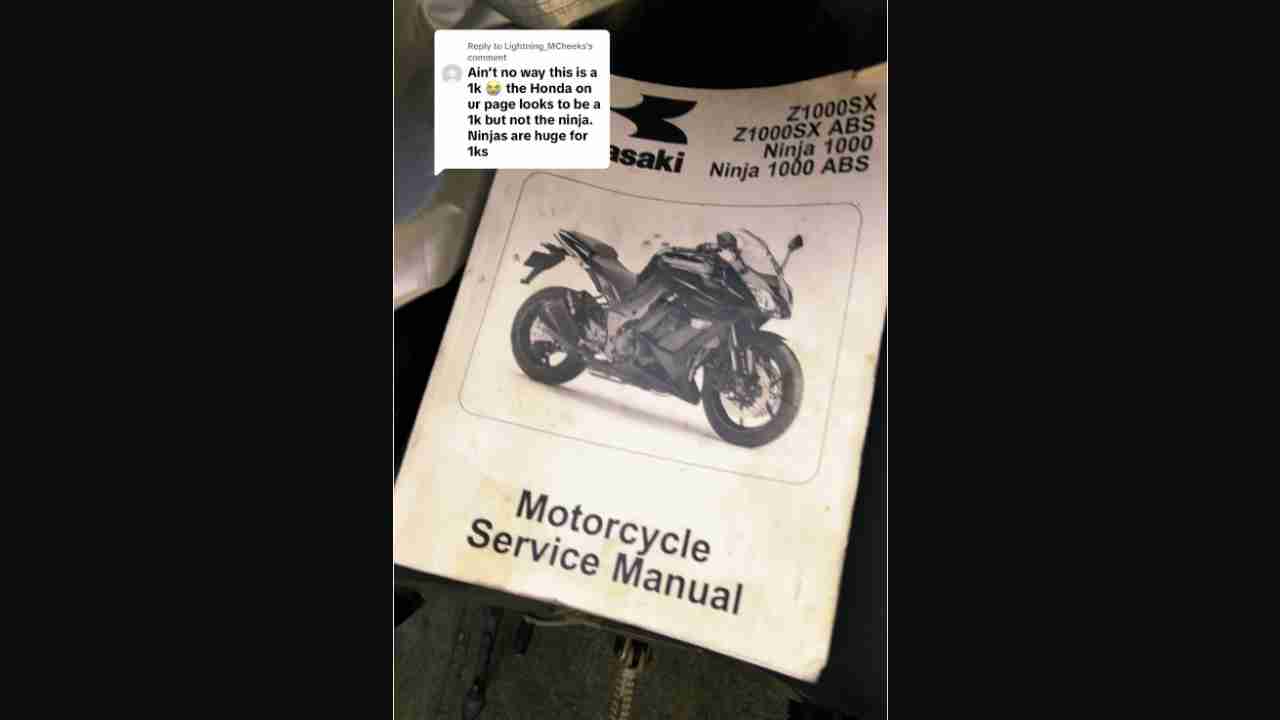 Reply to Lightning_MCheeks's
comment
Ain't no way this is a
1k 😭 the Honda on
ur page looks to be a
1k but not the ninja.
Ninjas are huge for
1ks
asaki
Z1000SX
Z1000SX ABS
Ninja 1000
Ninja 1000 ABS
Motorcycle
Service Manual